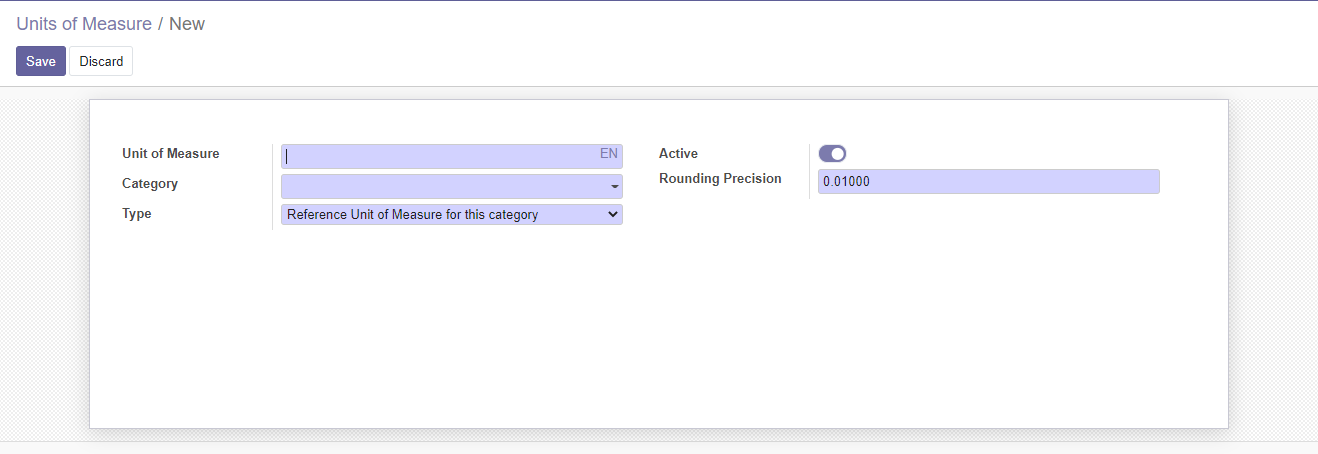 Units of Measure / New
Save Discard
Unit of Measure EN
Category
Type Reference Unit of Measure for this category
Active
Rounding Precision 0.01000